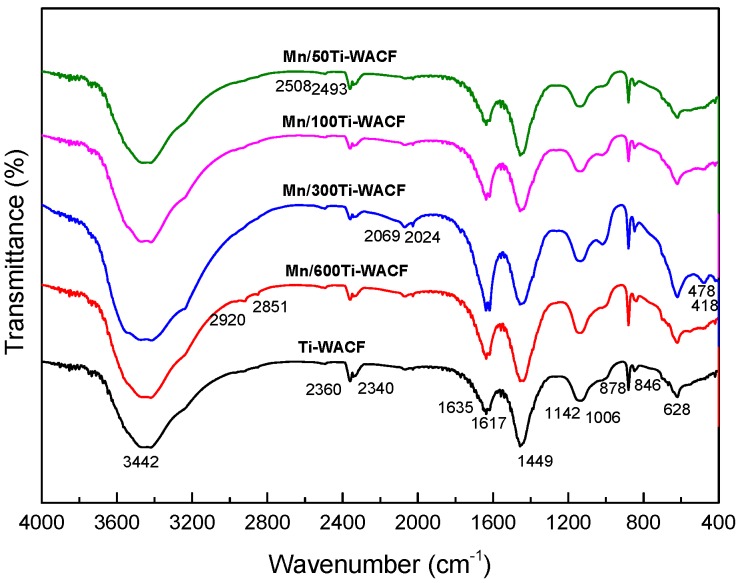 Mn/50Ti-WACF
2508 2493
Mn/100Ti-WACF
Mn/300Ti-WACF
2069 2024
Mn/600Ti-WACF
478
418
2920 2851
Ti-WACF
2360 2340
878 846
1635
1617
1142 1006
628
3442
1449
4000 3600 3200 2800 2400 2000 1600 1200 800 400
Wavenumber (cm-1)
Transmittance (%)